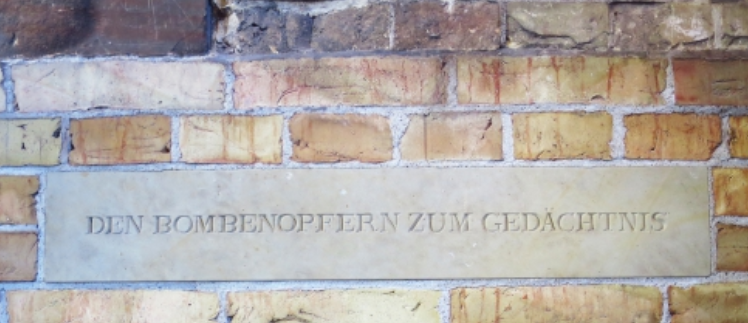 DEN BOMBENOPFERN ZUM GEDÄCHTNIS